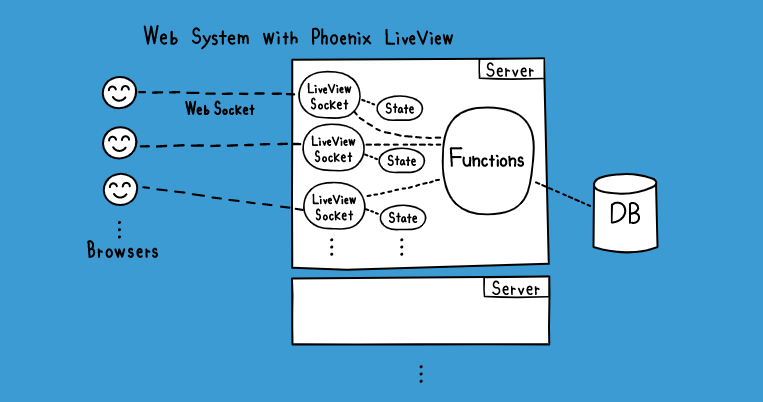 Web System with Phoenix LiveView
Server
LiveView
Socket
State
Web Socket
LiveView
Socket
State
Functions
LiveView
Socket
State
DB
Browsers
Server